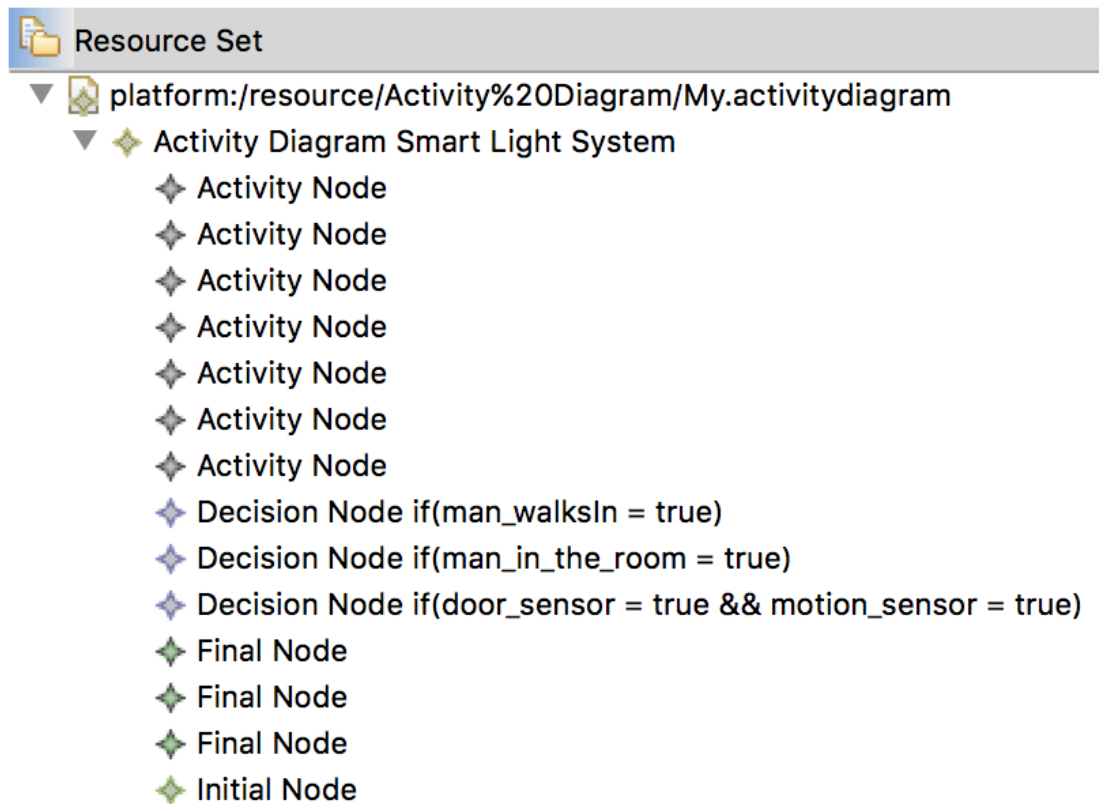 Resource Set
platform:/resource/Activity%20Diagram/My.activitydiagram
Activity Diagram Smart Light System
Activity Node
Activity Node
Activity Node
Activity Node
Activity Node
Activity Node
Activity Node
Decision Node if(man_walksIn = true)
Decision Node if(man_in_the_room = true)
Decision Node if(door_sensor = true && motion_sensor = true)
Final Node
Final Node
Final Node
Initial Node